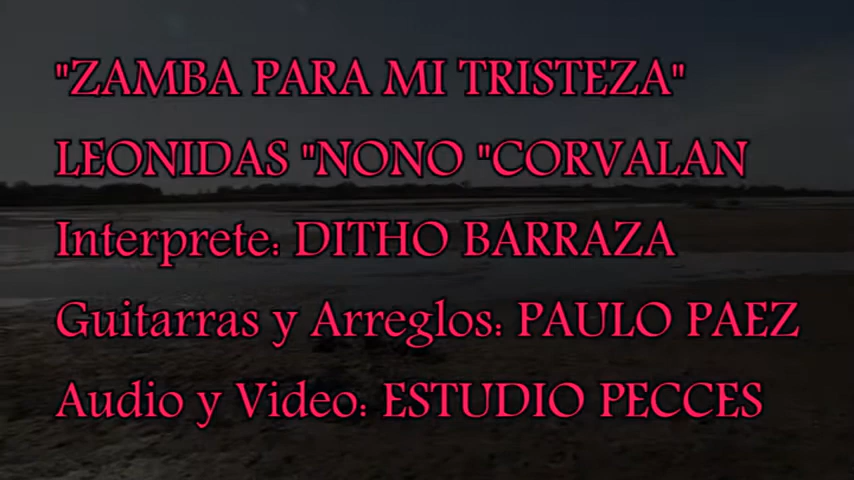 "ZAMBA PARA MI TRISTEZA"
LEONIDAS "NONO "CORVALAN
Interprete: DITHO BARRAZA
Guitarras y Arreglos: PAULO PAEZ
Audio y Video: ESTUDIO PECCES